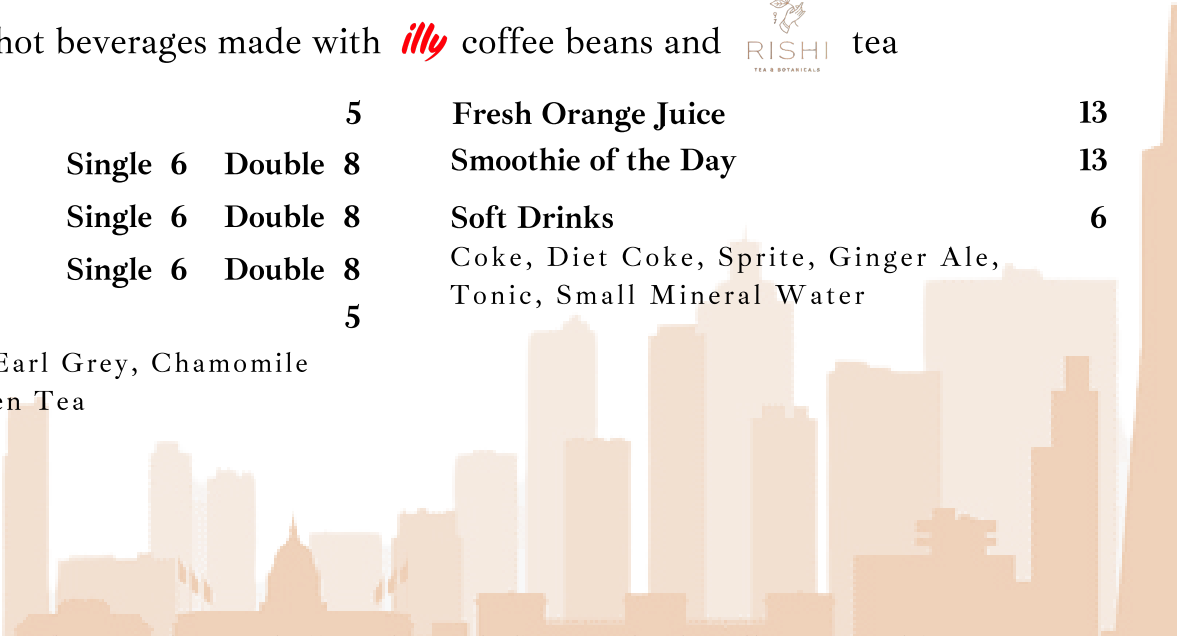 hot beverages made with illy coffee beans and RISHI tea
TEA & BOTANICALS
5
Single 6 Double 8
Single 6 Double 8
Single 6 Double 8
5
Earl Grey, Chamomile
en Tea
Fresh Orange Juice 13
Smoothie of the Day 13
Soft Drinks 6
Coke, Diet Coke, Sprite, Ginger Ale,
Tonic, Small Mineral Water